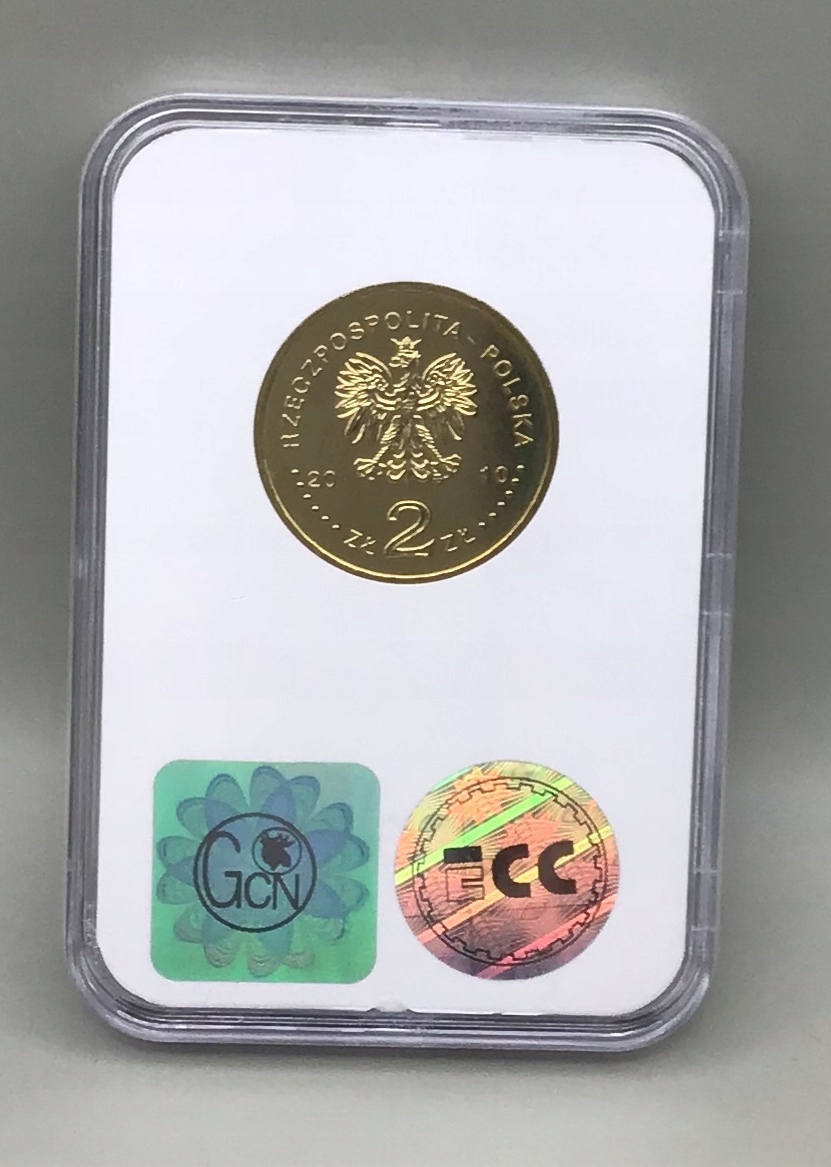 RZECZPOSPOLITA POLSKA
20 10
ZŁ 2 ZŁ
GCN
ECC